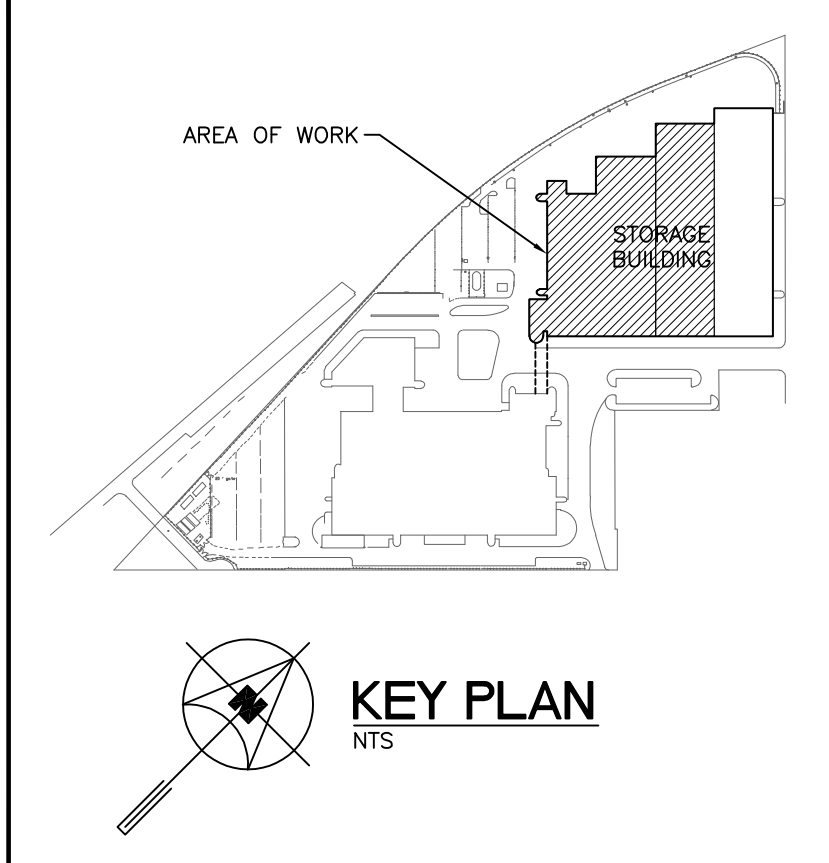 AREA OF WORK
STORAGE
BUILDING
N
KEY PLAN
NTS